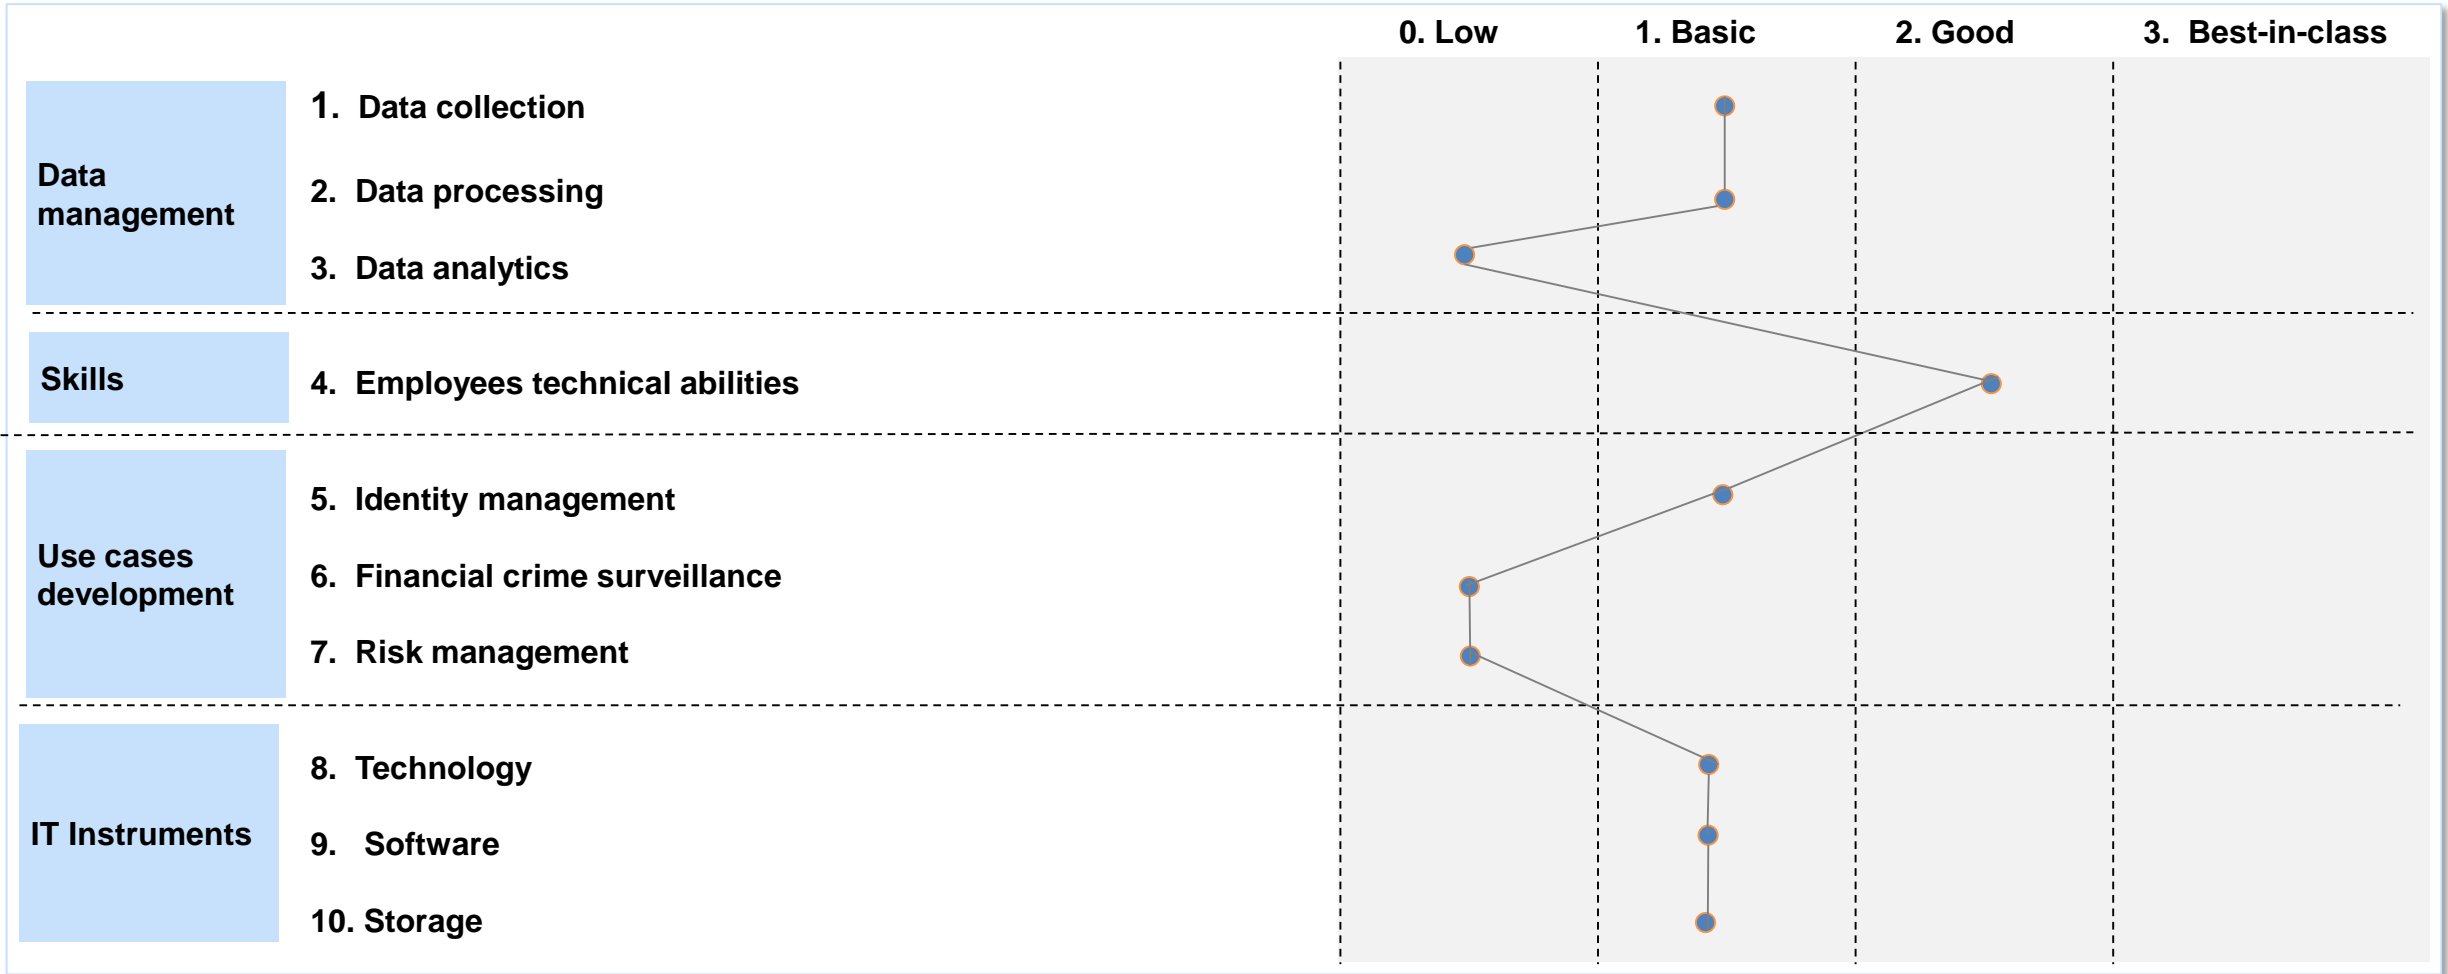 0. Low 1. Basic 2. Good 3. Best-in-class
Data
management
1. Data collection
2. Data processing
3. Data analytics
Skills
4. Employees technical abilities
Use cases
development
5. Identity management
6. Financial crime surveillance
7. Risk management
IT Instruments
8. Technology
9. Software
10. Storage